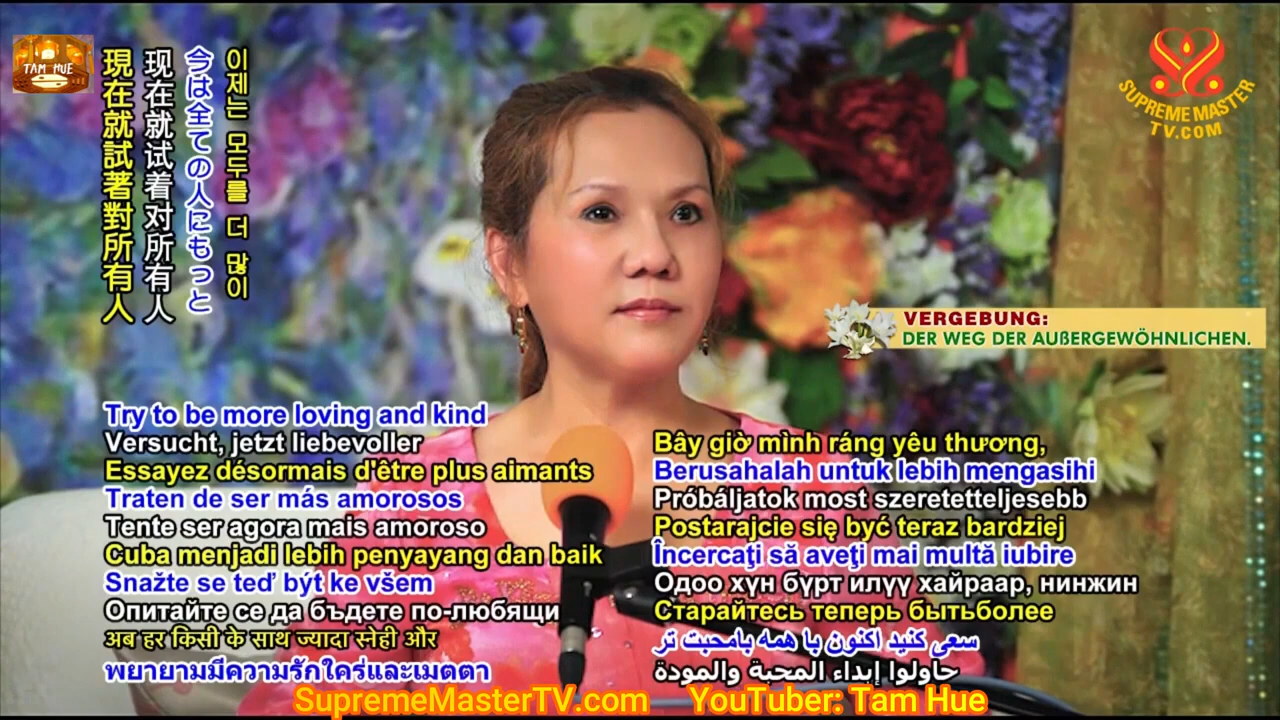 TAM HUE
現在就試著對所有人
现在就试着对所有人
今は全ての人にもっと
이제는 모두를 더 많이
SUPREME MASTER
TV.COM
VERGEBUNG:
DER WEG DER AUßERGEWÖHNLICHEN.
Try to be more loving and kind
Versucht, jetzt liebevoller
Essayez désormais d'être plus aimants
Traten de ser más amorosos
Tente ser agora mais amoroso
Cuba menjadi lebih penyayang dan baik
Snažte se teď být ke všem
Опитайте се да бъдете по-любящи
अब हर किसी के साथ ज्यादा स्नेही और
พยายามมีความรักใคร่และเมตตา
Bây giờ mình ráng yêu thương,
Berusahalah untuk lebih mengasihi
Próbáljatok most szeretetteljesebb
Postarajcie się być teraz bardziej
Încercaţi să aveţi mai multă iubire
Одоо хүн бүрт илүү хайраар, нинжин
Старайтесь теперь бытьболее
سعی کنید اکنون با همه بامحبت تر
حاولوا إبداء المحبة والمودة
SupremeMasterTV.com YouTuber: Tam Hue